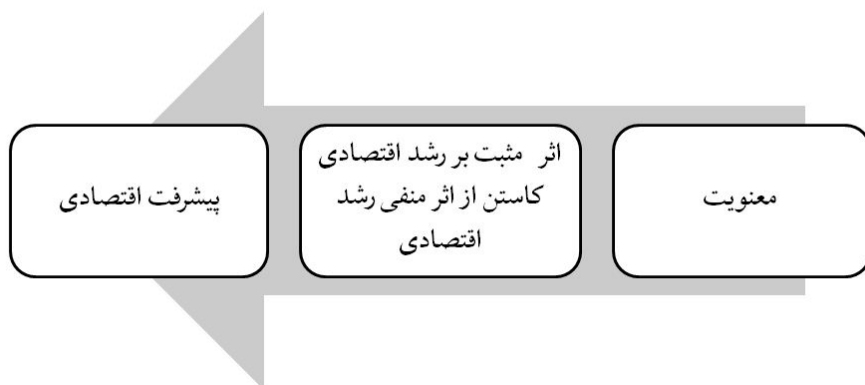 معنویت
اثر مثبت بر رشد اقتصادی
کاستن از اثر منفی رشد
اقتصادی
پیشرفت اقتصادی